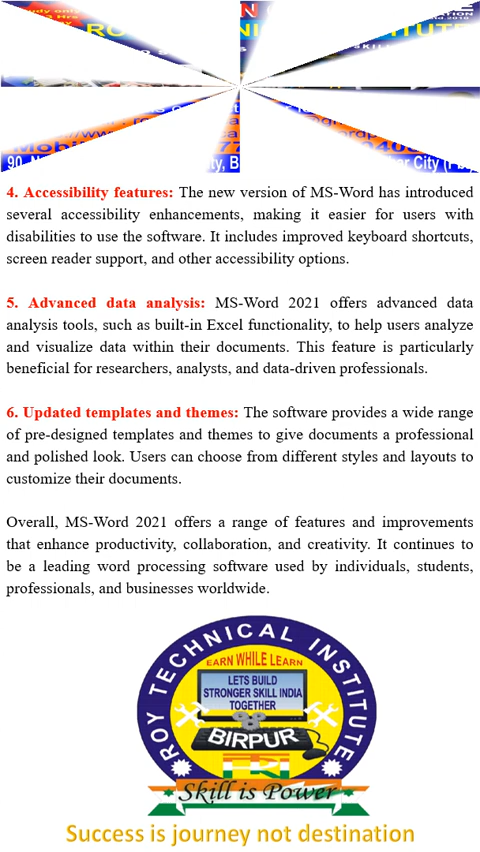 4. Accessibility features: The new version of MS-Word has introduced
several accessibility enhancements, making it easier for users with
disabilities to use the software. It includes improved keyboard shortcuts,
screen reader support, and other accessibility options.
5. Advanced data analysis: MS-Word 2021 offers advanced data
analysis tools, such as built-in Excel functionality, to help users analyze
and visualize data within their documents. This feature is particularly
beneficial for researchers, analysts, and data-driven professionals.
6. Updated templates and themes: The software provides a wide range
of pre-designed templates and themes to give documents a professional
and polished look. Users can choose from different styles and layouts to
customize their documents.
Overall, MS-Word 2021 offers a range of features and improvements
that enhance productivity, collaboration, and creativity. It continues to
be a leading word processing software used by individuals, students,
professionals, and businesses worldwide.
ROY TECHNICAL INSTITUTE
EARN WHILE LEARN
LETS BUILD
STRONGER SKILL INDIA
TOGETHER
BIRPUR
Skill is Power
Success is journey not destination